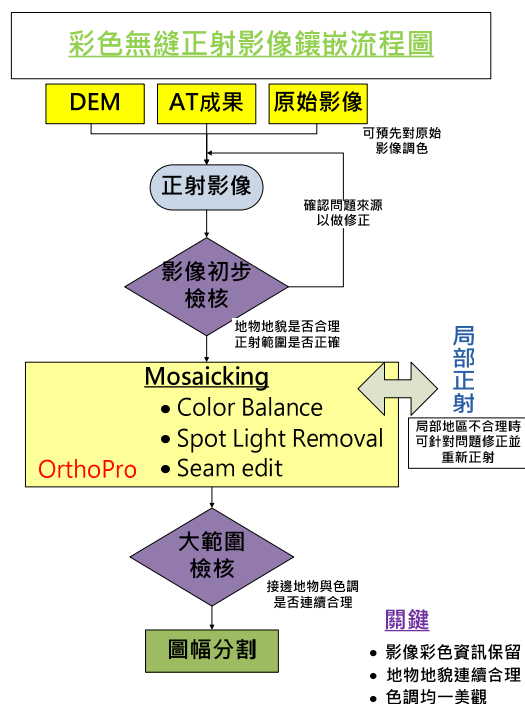 彩色無縫正射影像鑲嵌流程圖
DEM
AT成果
原始影像
可預先對原始
影像調色
正射影像
確認問題來源
以做修正
影像初步
檢核
地物地貌是否合理
正射範圍是否正確
Mosaicking
• Color Balance
• Spot Light Removal
• Seam edit
OrthoPro
局部正射
局部地區不合理時
可針對問題修正並
重新正射
大範圍
檢核
接邊地物與色調
是否連續合理
圖幅分割
關鍵
• 影像彩色資訊保留
• 地物地貌連續合理
• 色調均一美觀